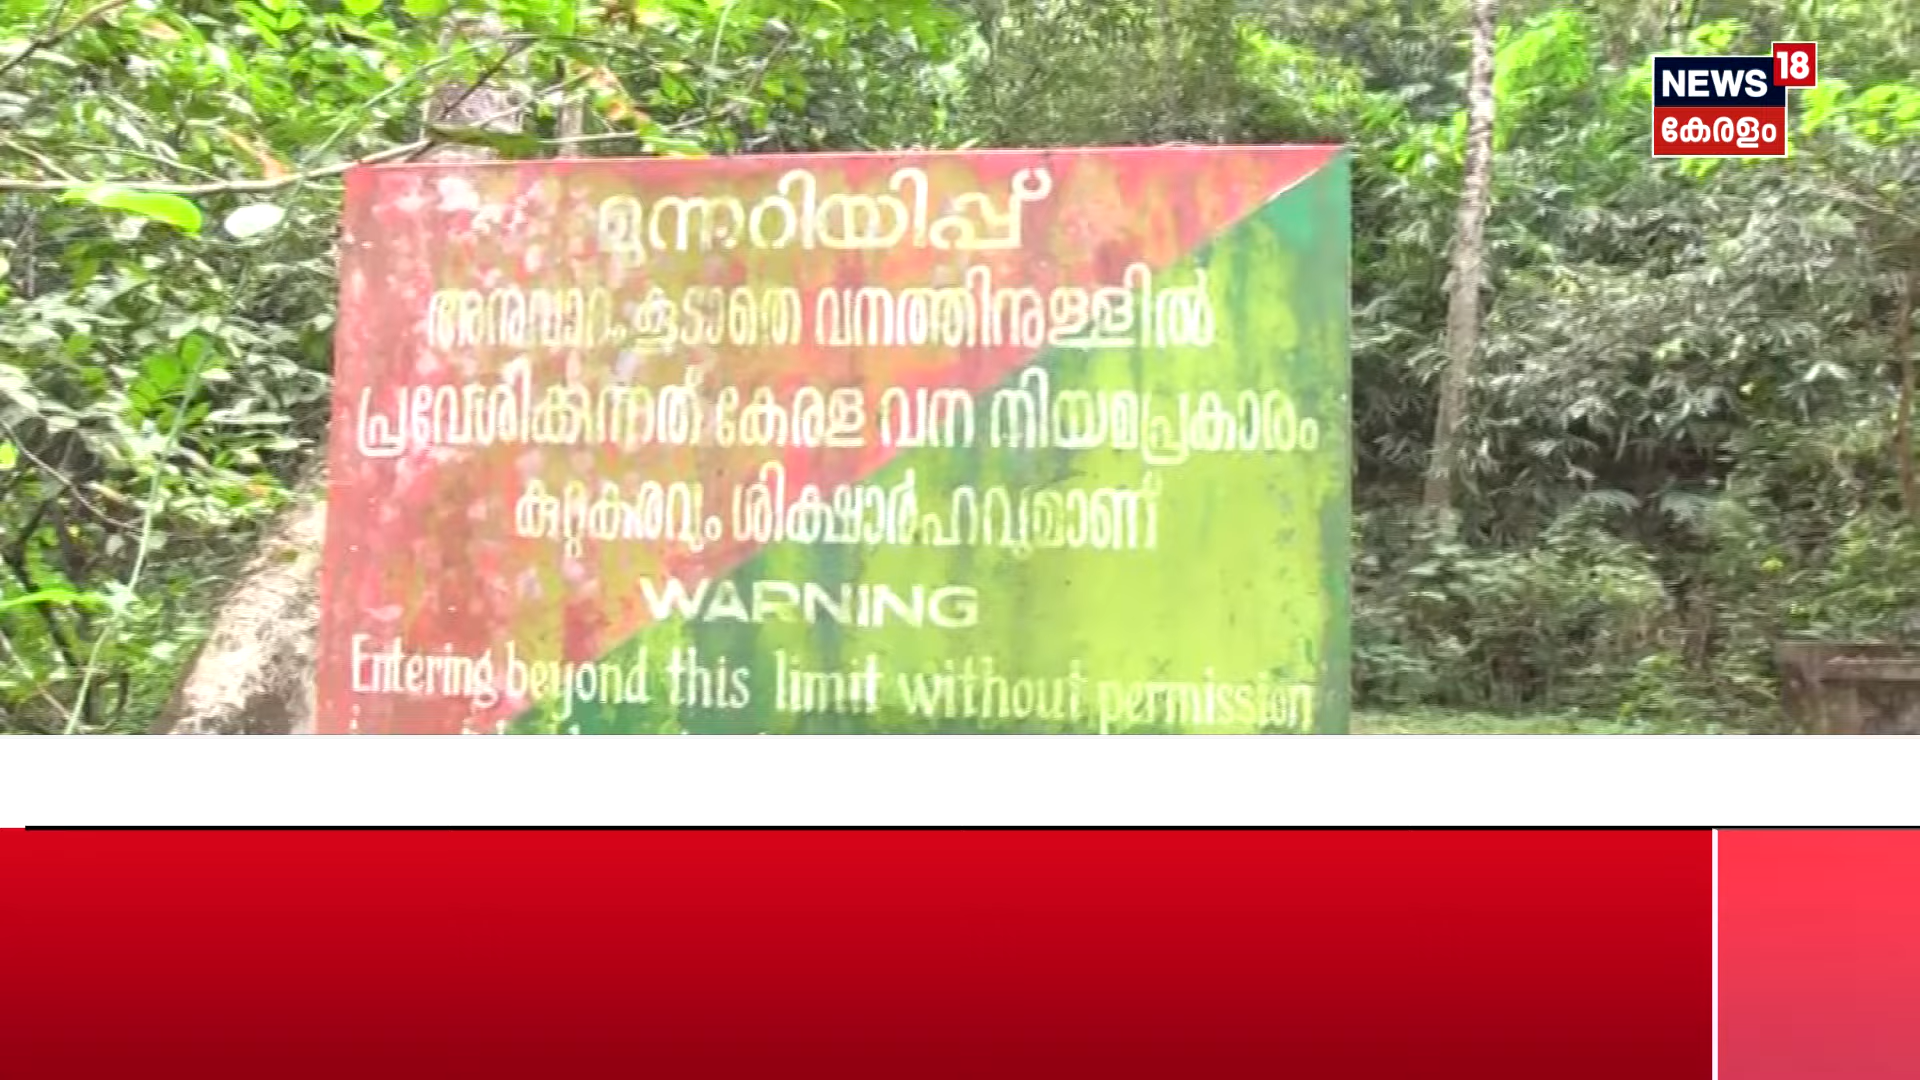 NEWS 18
കേരളം
മുന്നറിയിപ്പ്
അനുവാദം കൂടാതെ വനത്തിനുള്ളിൽ
പ്രവേശിക്കുന്നത് കേരള വന നിയമപ്രകാരം
കുറ്റകരവും ശിക്ഷാർഹവുമാണ്
WARNING
Entering beyond this limit without permission